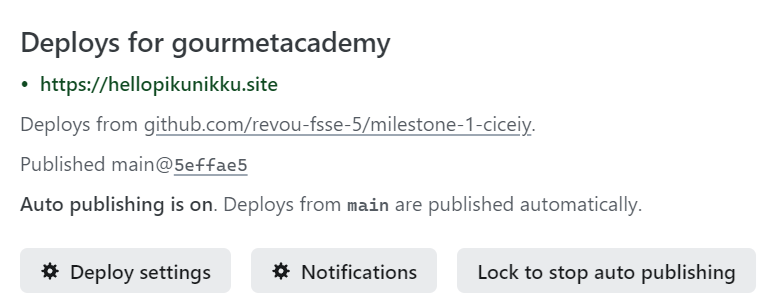 Deploys for gourmetacademy
• https://hellopikunikku.site
Deploys from github.com/revou-fsse-5/milestone-1-ciceiy.
Published main@5effae5
Auto publishing is on. Deploys from main are published automatically.
Deploy settings Notifications Lock to stop auto publishing